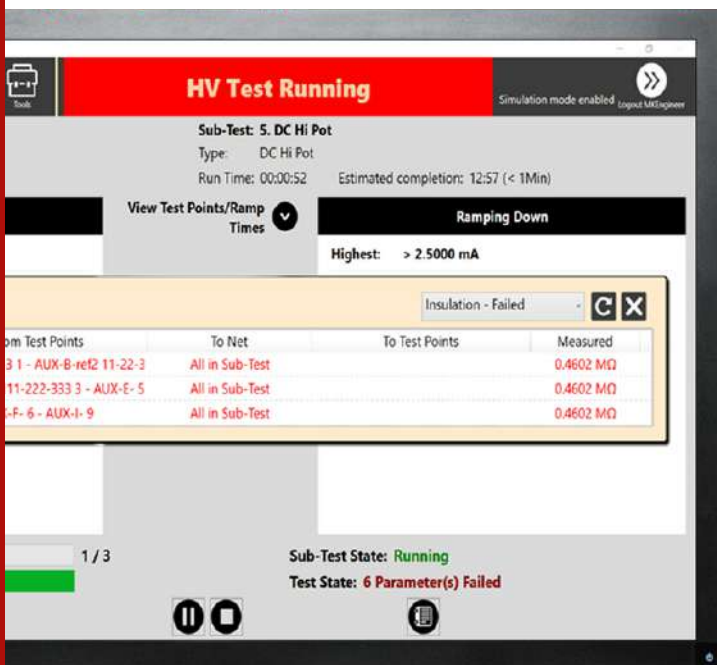 Tools
HV Test Running
Simulation mode enabled
Logout MKEngineer
Sub-Test: 5. DC Hi Pot
Type: DC Hi Pot
Run Time: 00:00:52
Estimated completion: 12:57 (< 1Min)
View Test Points/Ramp
Times
Ramping Down
Highest: > 2.5000 mA
Insulation - Failed
om Test Points To Net To Test Points Measured
3 1 - AUX-B-ref2 11-22-3 All in Sub-Test 0.4602 MΩ
11-222-333 3 - AUX-E- 5 All in Sub-Test 0.4602 MΩ
-F- 6 - AUX-I- 9 All in Sub-Test 0.4602 MΩ
1 / 3
Sub-Test State: Running
Test State: 6 Parameter(s) Failed